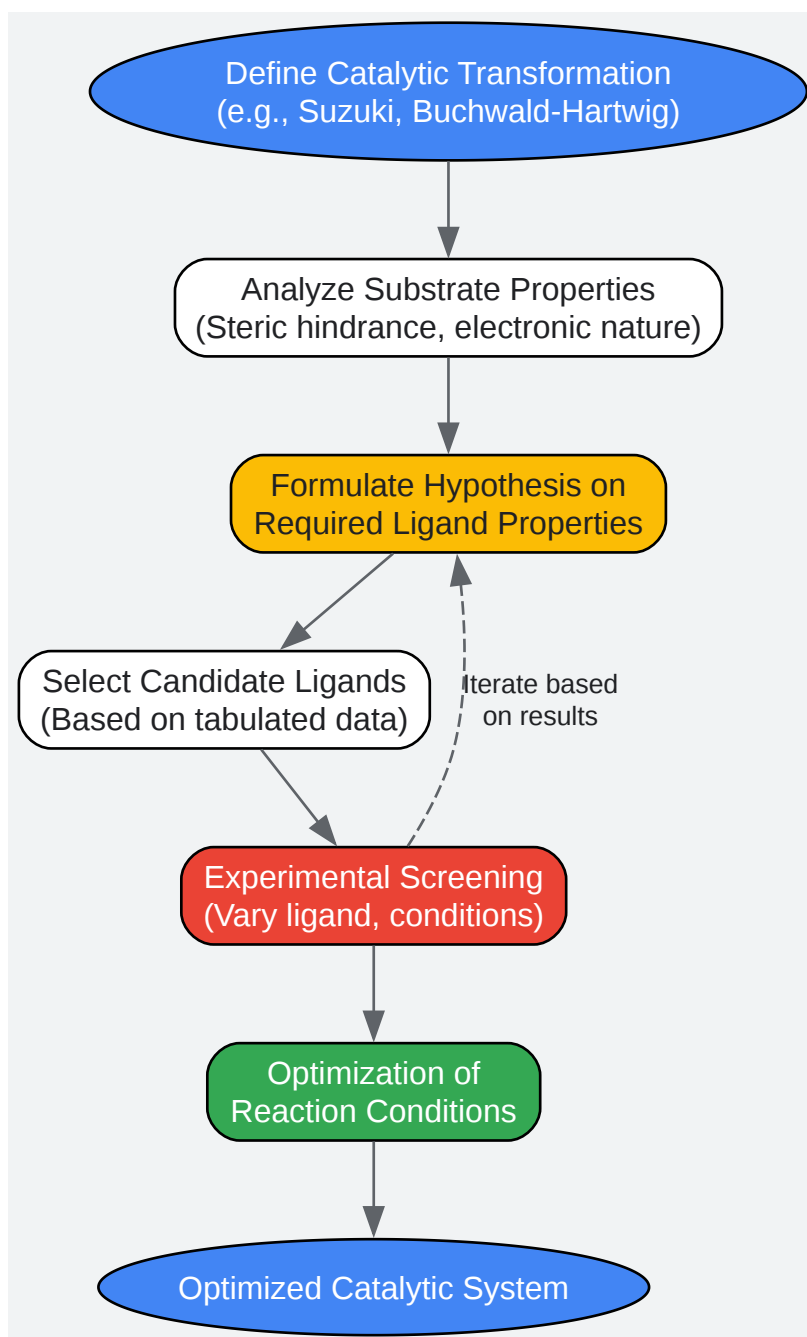 Define Catalytic Transformation
(e.g., Suzuki, Buchwald-Hartwig)
Analyze Substrate Properties
(Steric hindrance, electronic nature)
Formulate Hypothesis on
Required Ligand Properties
Select Candidate Ligands
(Based on tabulated data)
Iterate based
on results
Experimental Screening
(Vary ligand, conditions)
Optimization of
Reaction Conditions
Optimized Catalytic System